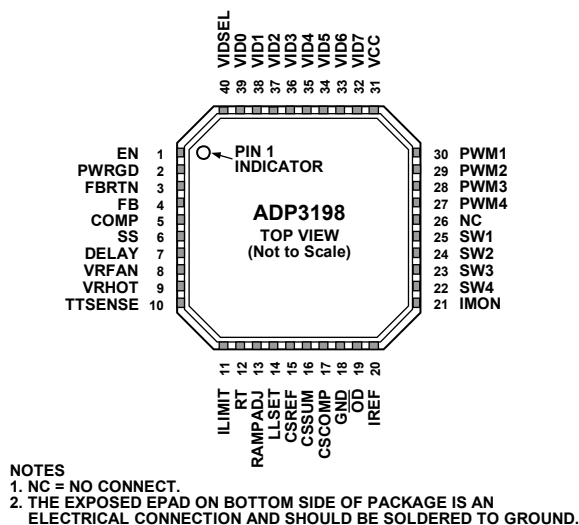 VIDSEL
VID0
VID1
VID2
VID3
VID4
VID5
VID6
VID7
VCC
40
39
38
37
36
35
34
33
32
31
EN 1
PWRGD 2
FBRTN 3
FB 4
COMP 5
SS 6
DELAY 7
VRFAN 8
VRHOT 9
TTSENSE 10
PIN 1
INDICATOR
ADP3198
TOP VIEW
(Not to Scale)
30 PWM1
29 PWM2
28 PWM3
27 PWM4
26 NC
25 SW1
24 SW2
23 SW3
22 SW4
21 IMON
11
12
13
14
15
16
17
18
19
20
ILIMIT
RT
RAMPADJ
LLSET
CSREF
CSSUM
CSCOMP
GND
OD
IREF
NOTES
1. NC = NO CONNECT.
2. THE EXPOSED EPAD ON BOTTOM SIDE OF PACKAGE IS AN
ELECTRICAL CONNECTION AND SHOULD BE SOLDERED TO GROUND.